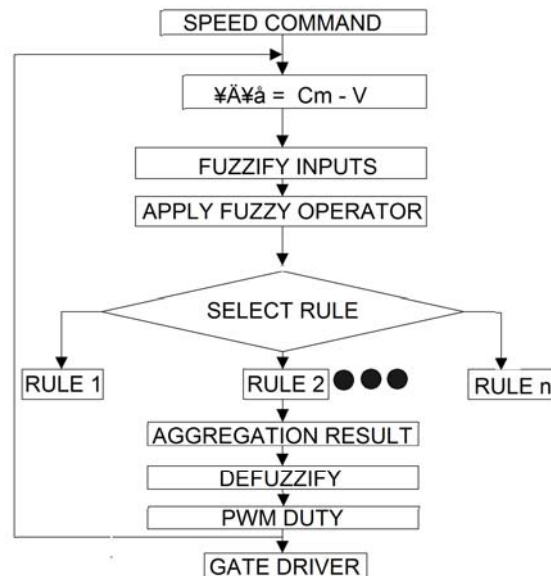 SPEED COMMAND
¥Ä¥å = Cm - V
FUZZIFY INPUTS
APPLY FUZZY OPERATOR
SELECT RULE
RULE 1
RULE 2
RULE n
AGGREGATION RESULT
DEFUZZIFY
PWM DUTY
GATE DRIVER